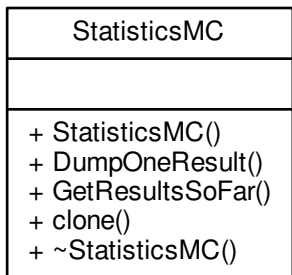 StatisticsMC
+ StatisticsMC()
+ DumpOneResult()
+ GetResultsSoFar()
+ clone()
+ ~StatisticsMC()